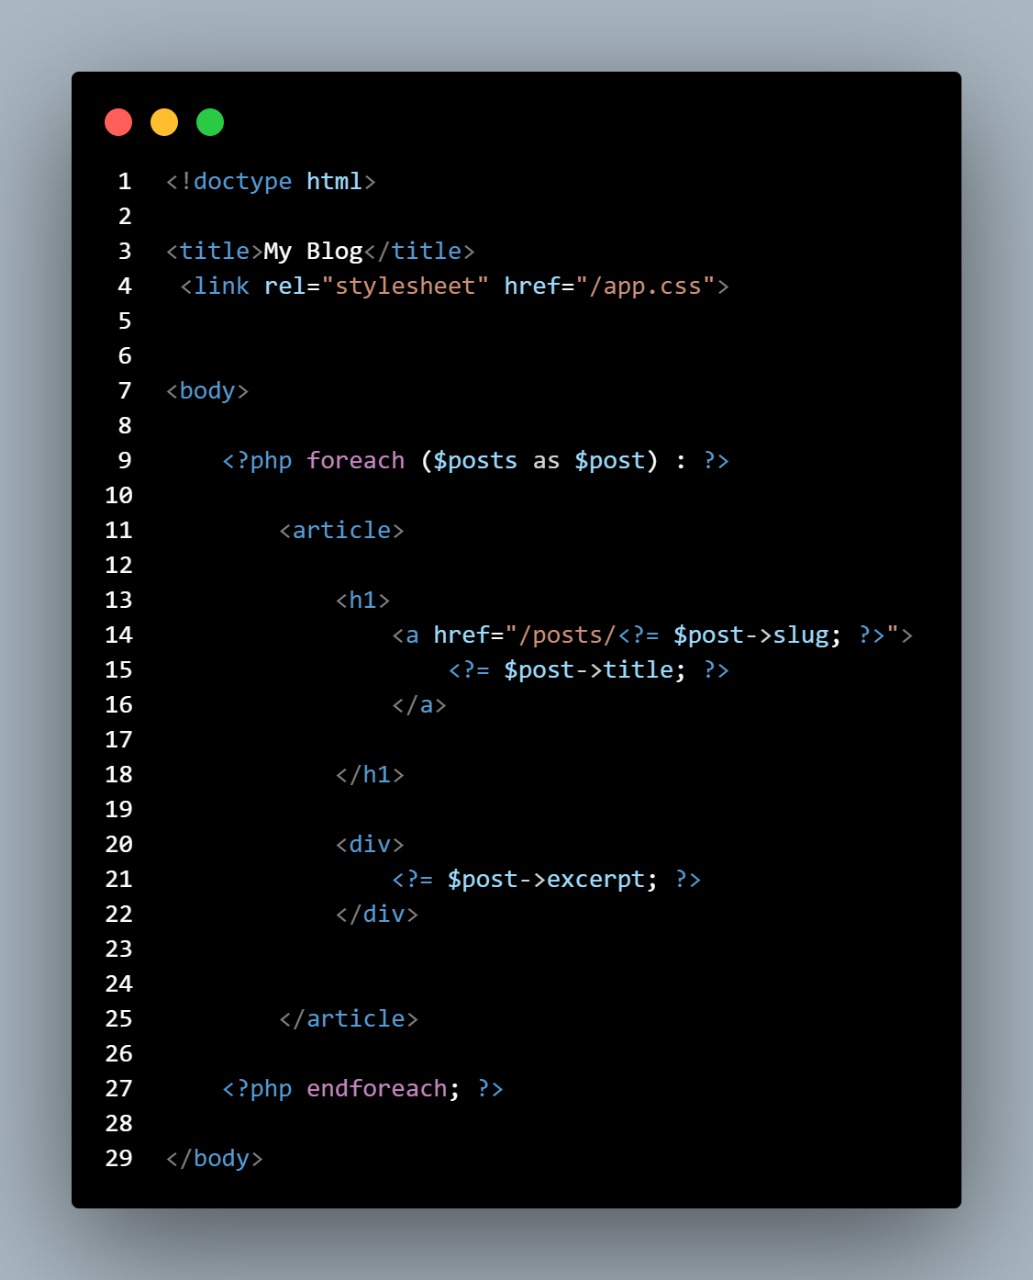 1 <!doctype html>
2
3 <title>My Blog</title>
4  <link rel="stylesheet" href="/app.css">
5
6
7 <body>
8
9     <?php foreach ($posts as $post) : ?>
10
11         <article>
12
13             <h1>
14                 <a href="/posts/<?= $post->slug; ?>">
15                     <?= $post->title; ?>
16                 </a>
17
18             </h1>
19
20             <div>
21                 <?= $post->excerpt; ?>
22             </div>
23
24
25         </article>
26
27     <?php endforeach; ?>
28
29 </body>